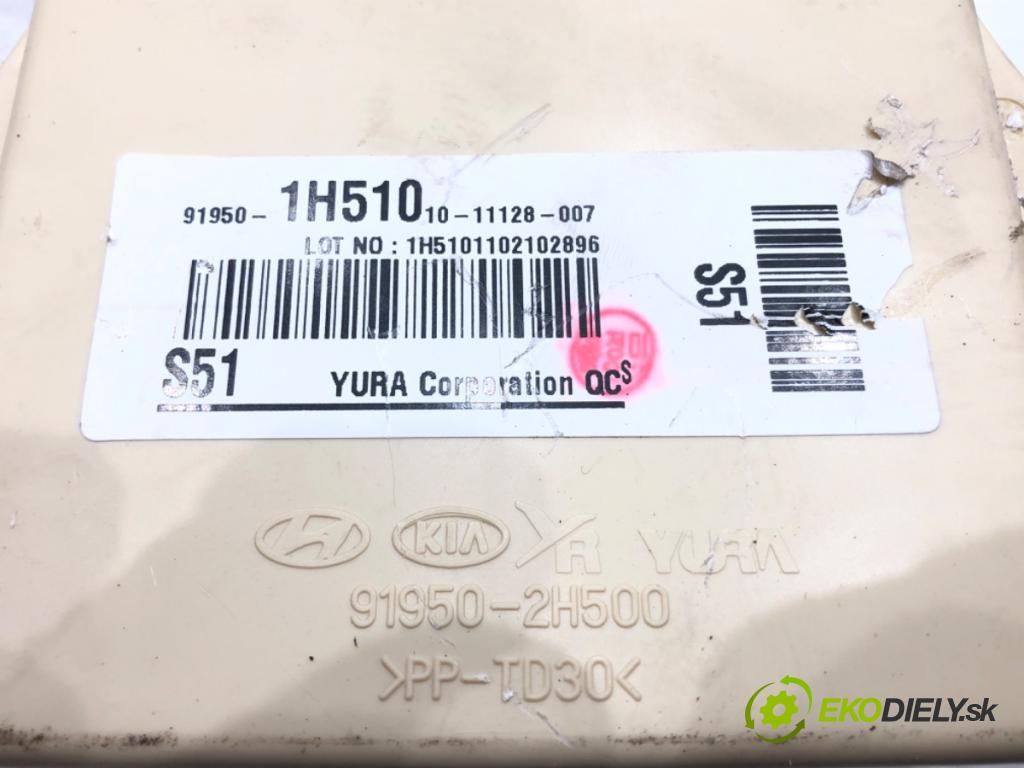 91950- 1H510 10-11128-007
LOT NO : 1H5101102102896
S51
S51 YURA Corporation QCS
KIA YR YURA
91950-2H500
>PP-TD30<
EKODIELY.sk